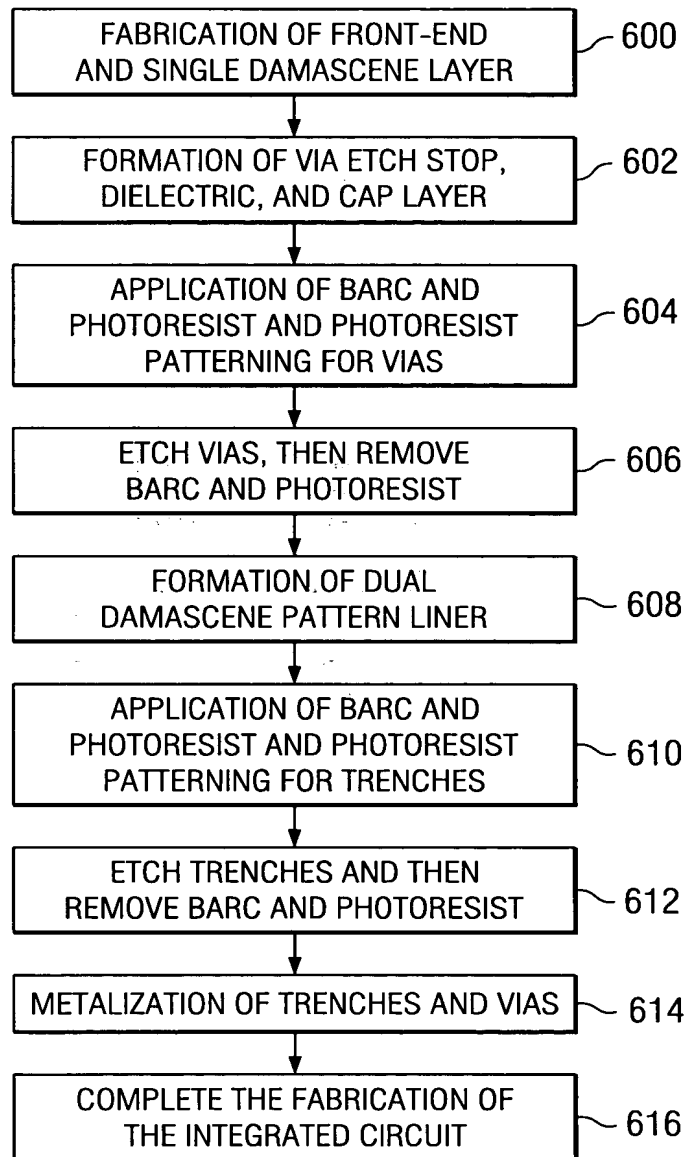 FABRICATION OF FRONT-END
AND SINGLE DAMASCENE LAYER
600
FORMATION OF VIA ETCH STOP,
DIELECTRIC, AND CAP LAYER
602
APPLICATION OF BARC AND
PHOTORESIST AND PHOTORESIST
PATTERNING FOR VIAS
604
ETCH VIAS, THEN REMOVE
BARC AND PHOTORESIST
606
FORMATION OF DUAL
DAMASCENE PATTERN LINER
608
APPLICATION OF BARC AND
PHOTORESIST AND PHOTORESIST
PATTERNING FOR TRENCHES
610
ETCH TRENCHES AND THEN
REMOVE BARC AND PHOTORESIST
612
METALIZATION OF TRENCHES AND VIAS
614
COMPLETE THE FABRICATION OF
THE INTEGRATED CIRCUIT
616